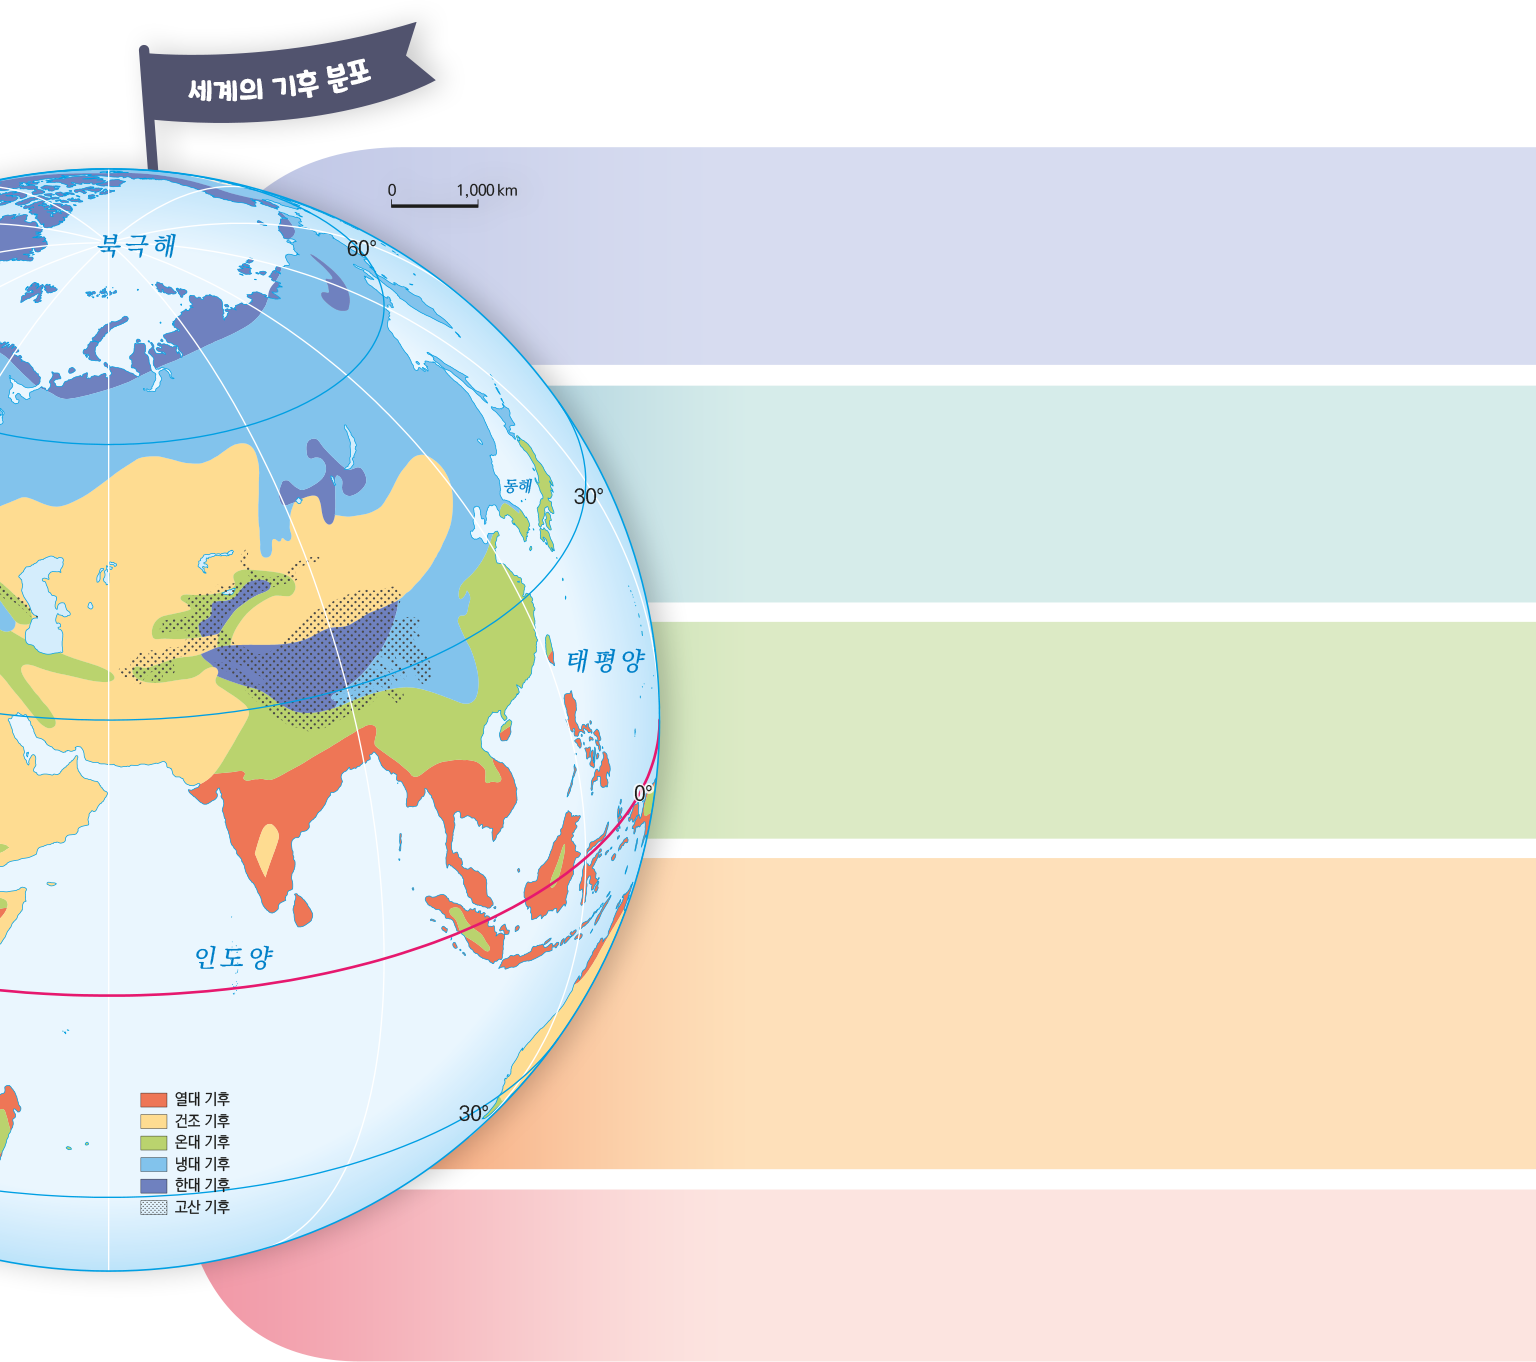 세계의 기후 분포
0 1,000 km
북극해
60°
동해
30°
태평양
0°
인도양
30°
열대 기후
건조 기후
온대 기후
냉대 기후
한대 기후
고산 기후